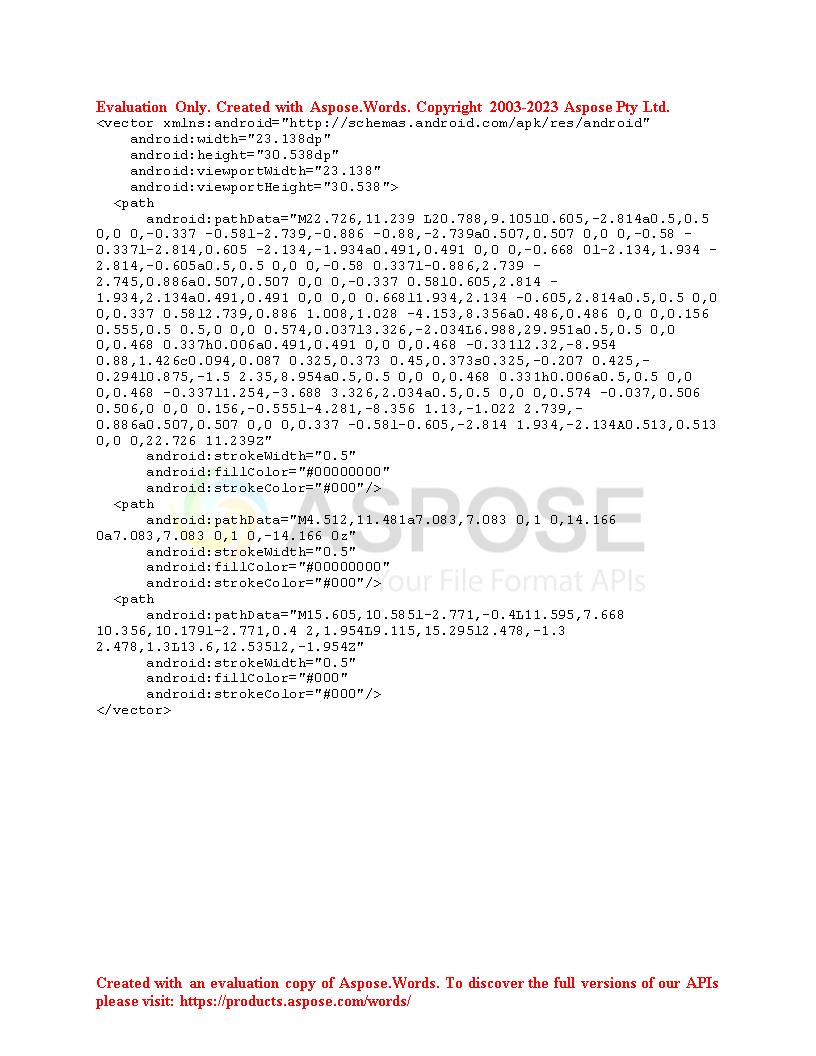 Evaluation Only. Created with Aspose.Words. Copyright 2003-2023 Aspose Pty Ltd.
<vector xmlns:android="http://schemas.android.com/apk/res/android"
    android:width="23.138dp"
    android:height="30.538dp"
    android:viewportWidth="23.138"
    android:viewportHeight="30.538">
  <path
      android:pathData="M22.726,11.239 L20.788,9.105l0.605,-2.814a0.5,0.5
0,0 0,-0.337 -0.58l-2.739,-0.886 -0.88,-2.739a0.507,0.507 0,0 0,-0.58 -
0.337l-2.814,0.605 -2.134,-1.934a0.491,0.491 0,0 0,-0.668 0l-2.134,1.934 -
2.814,-0.605a0.5,0.5 0,0 0,-0.58 0.337l-0.886,2.739 -
2.745,0.886a0.507,0.507 0,0 0,-0.337 0.58l0.605,2.814 -
1.934,2.134a0.491,0.491 0,0 0,0 0.668l1.934,2.134 -0.605,2.814a0.5,0.5 0,0
0,0.337 0.58l2.739,0.886 1.008,1.028 -4.153,8.356a0.486,0.486 0,0 0,0.156
0.555,0.5 0.5,0 0,0 0.574,0.037l3.326,-2.034L6.988,29.951a0.5,0.5 0,0
0,0.468 0.337h0.006a0.491,0.491 0,0 0,0.468 -0.331l2.32,-8.954
0.88,1.426c0.094,0.087 0.325,0.373 0.45,0.373s0.325,-0.207 0.425,-
0.294l0.875,-1.5 2.35,8.954a0.5,0.5 0,0 0,0.468 0.331h0.006a0.5,0.5 0,0
0,0.468 -0.337l1.254,-3.688 3.326,2.034a0.5,0.5 0,0 0,0.574 -0.037,0.506
0.506,0 0,0 0.156,-0.555l-4.281,-8.356 1.13,-1.022 2.739,-
0.886a0.507,0.507 0,0 0,0.337 -0.58l-0.605,-2.814 1.934,-2.134A0.513,0.513
0,0 0,22.726 11.239Z"
      android:strokeWidth="0.5"
      android:fillColor="#00000000"
      android:strokeColor="#000"/>
  <path
ASPOSE
      android:pathData="M4.512,11.481a7.083,7.083 0,1 0,14.166
0a7.083,7.083 0,1 0,-14.166 0z"
      android:strokeWidth="0.5"
      android:fillColor="#00000000"
      android:strokeColor="#000"/>
Your File Format APIs
  <path
      android:pathData="M15.605,10.585l-2.771,-0.4L11.595,7.668
10.356,10.179l-2.771,0.4 2,1.954L9.115,15.295l2.478,-1.3
2.478,1.3L13.6,12.535l2,-1.954Z"
      android:strokeWidth="0.5"
      android:fillColor="#000"
      android:strokeColor="#000"/>
</vector>
Created with an evaluation copy of Aspose.Words. To discover the full versions of our APIs
please visit: https://products.aspose.com/words/